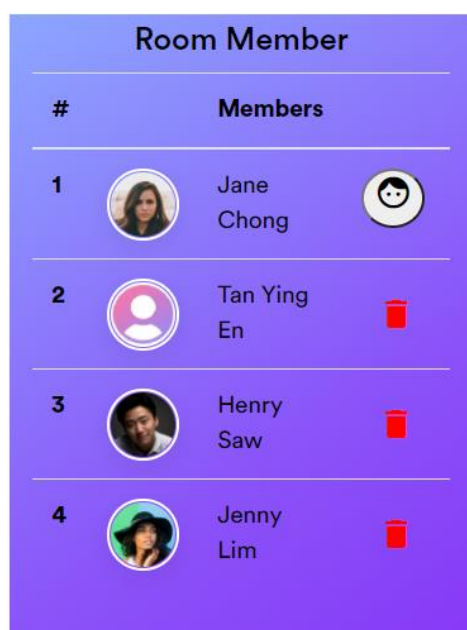 Room Member
# Members
1 Jane
Chong
2 Tan Ying
En
3 Henry
Saw
4 Jenny
Lim